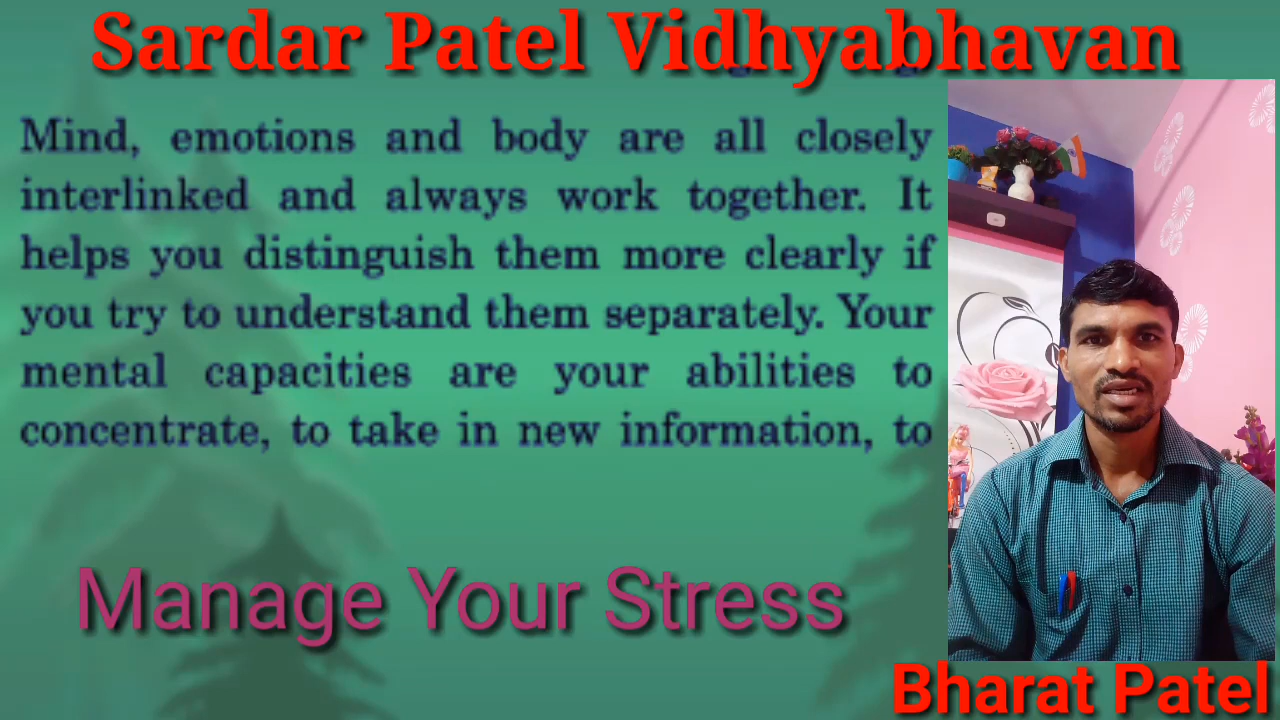 Sardar Patel Vidhyabhavan
Mind, emotions and body are all closely
interlinked and always work together. It
helps you distinguish them more clearly if
you try to understand them separately. Your
mental capacities are your abilities to
concentrate, to take in new information, to
Manage Your Stress
Bharat Patel